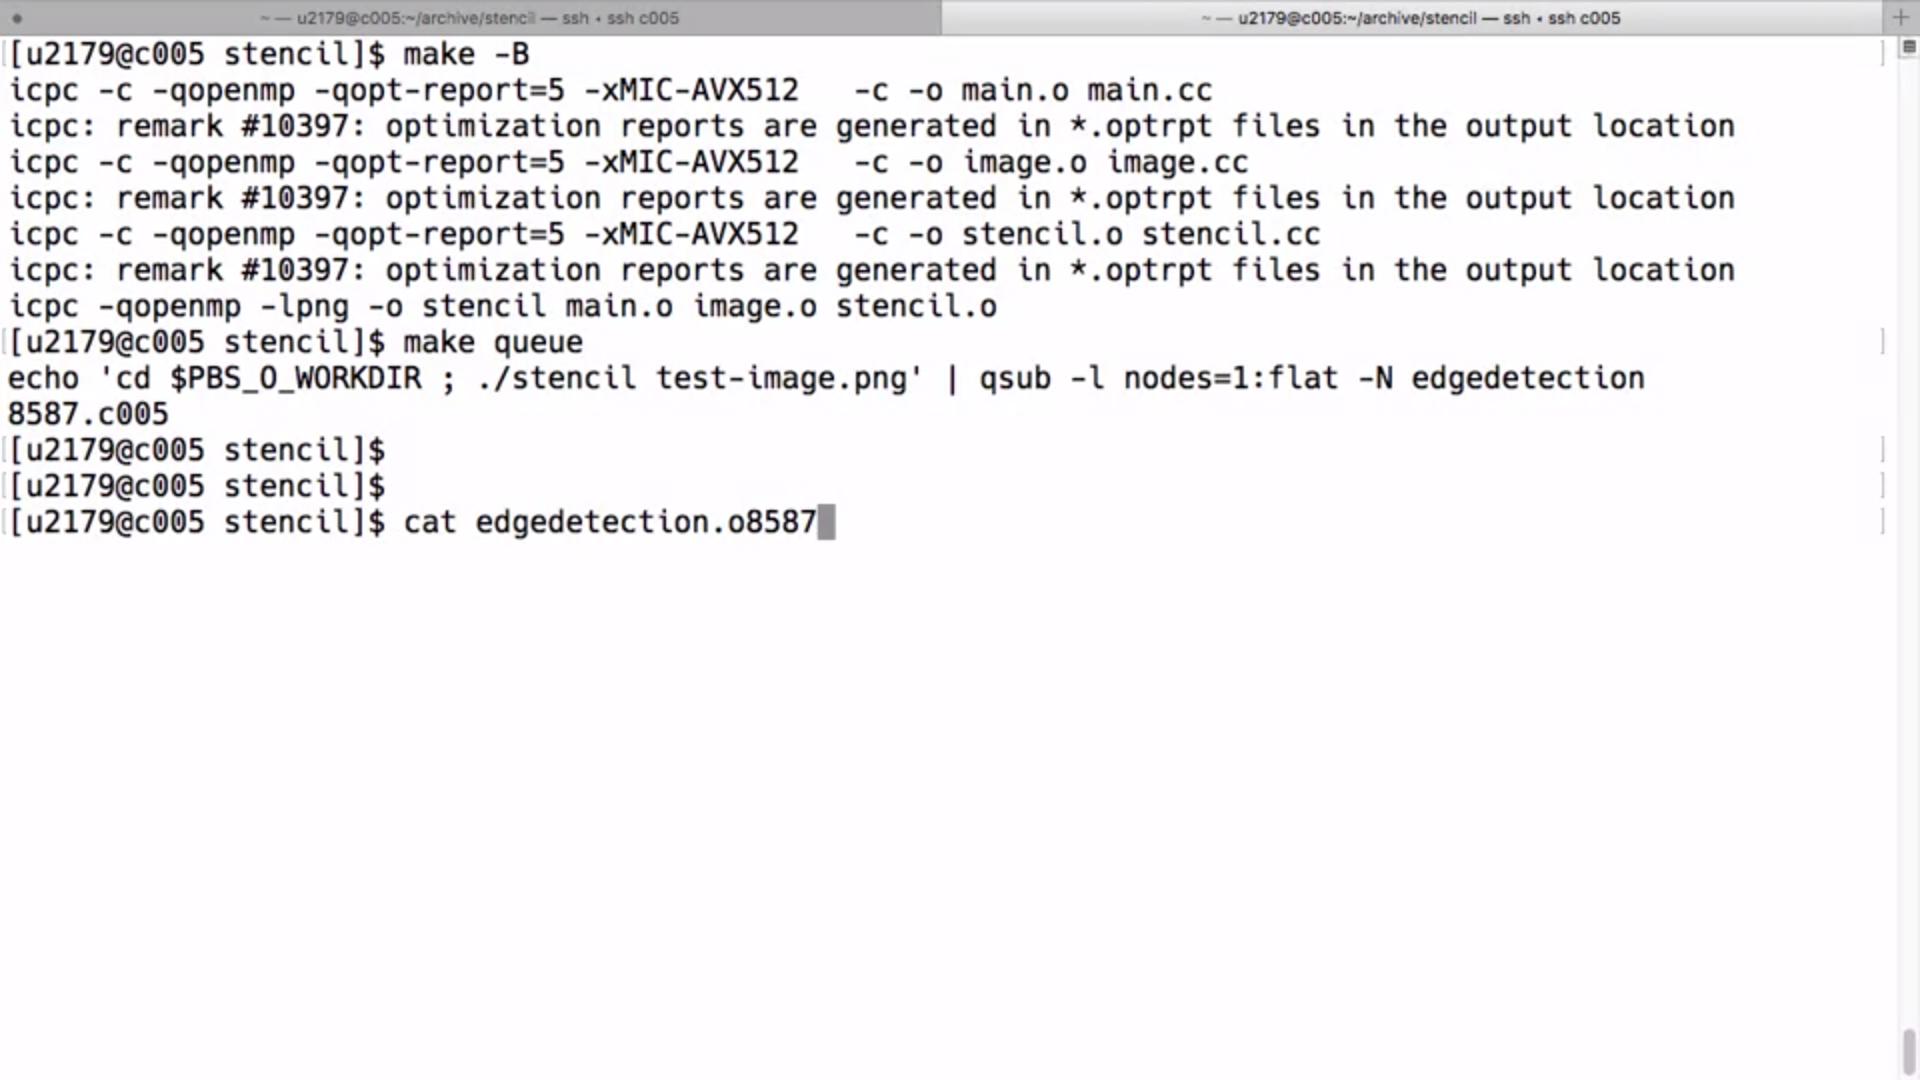 ~ — u2179@c005:~/archive/stencil — ssh • ssh c005
~ — u2179@c005:~/archive/stencil — ssh • ssh c005
[u2179@c005 stencil]$ make -B
icpc -c -qopenmp -qopt-report=5 -xMIC-AVX512   -c -o main.o main.cc
icpc: remark #10397: optimization reports are generated in *.optrpt files in the output location
icpc -c -qopenmp -qopt-report=5 -xMIC-AVX512   -c -o image.o image.cc
icpc: remark #10397: optimization reports are generated in *.optrpt files in the output location
icpc -c -qopenmp -qopt-report=5 -xMIC-AVX512   -c -o stencil.o stencil.cc
icpc: remark #10397: optimization reports are generated in *.optrpt files in the output location
icpc -qopenmp -lpng -o stencil main.o image.o stencil.o
[u2179@c005 stencil]$ make queue
echo 'cd $PBS_O_WORKDIR ; ./stencil test-image.png' | qsub -l nodes=1:flat -N edgedetection
8587.c005
[u2179@c005 stencil]$
[u2179@c005 stencil]$
[u2179@c005 stencil]$ cat edgedetection.o8587